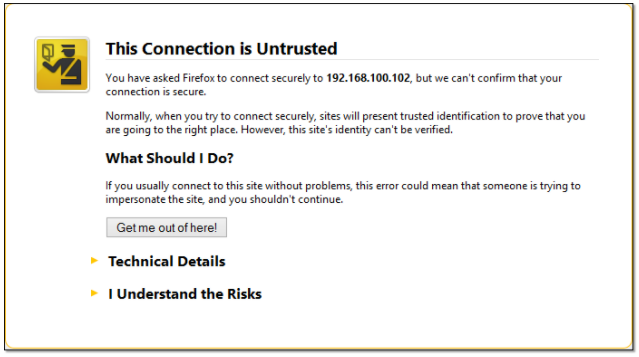 This Connection is Untrusted
You have asked Firefox to connect securely to 192.168.100.102, but we can't confirm that your
connection is secure.
Normally, when you try to connect securely, sites will present trusted identification to prove that you
are going to the right place. However, this site's identity can't be verified.
What Should I Do?
If you usually connect to this site without problems, this error could mean that someone is trying to
impersonate the site, and you shouldn't continue.
Get me out of here!
Technical Details
I Understand the Risks